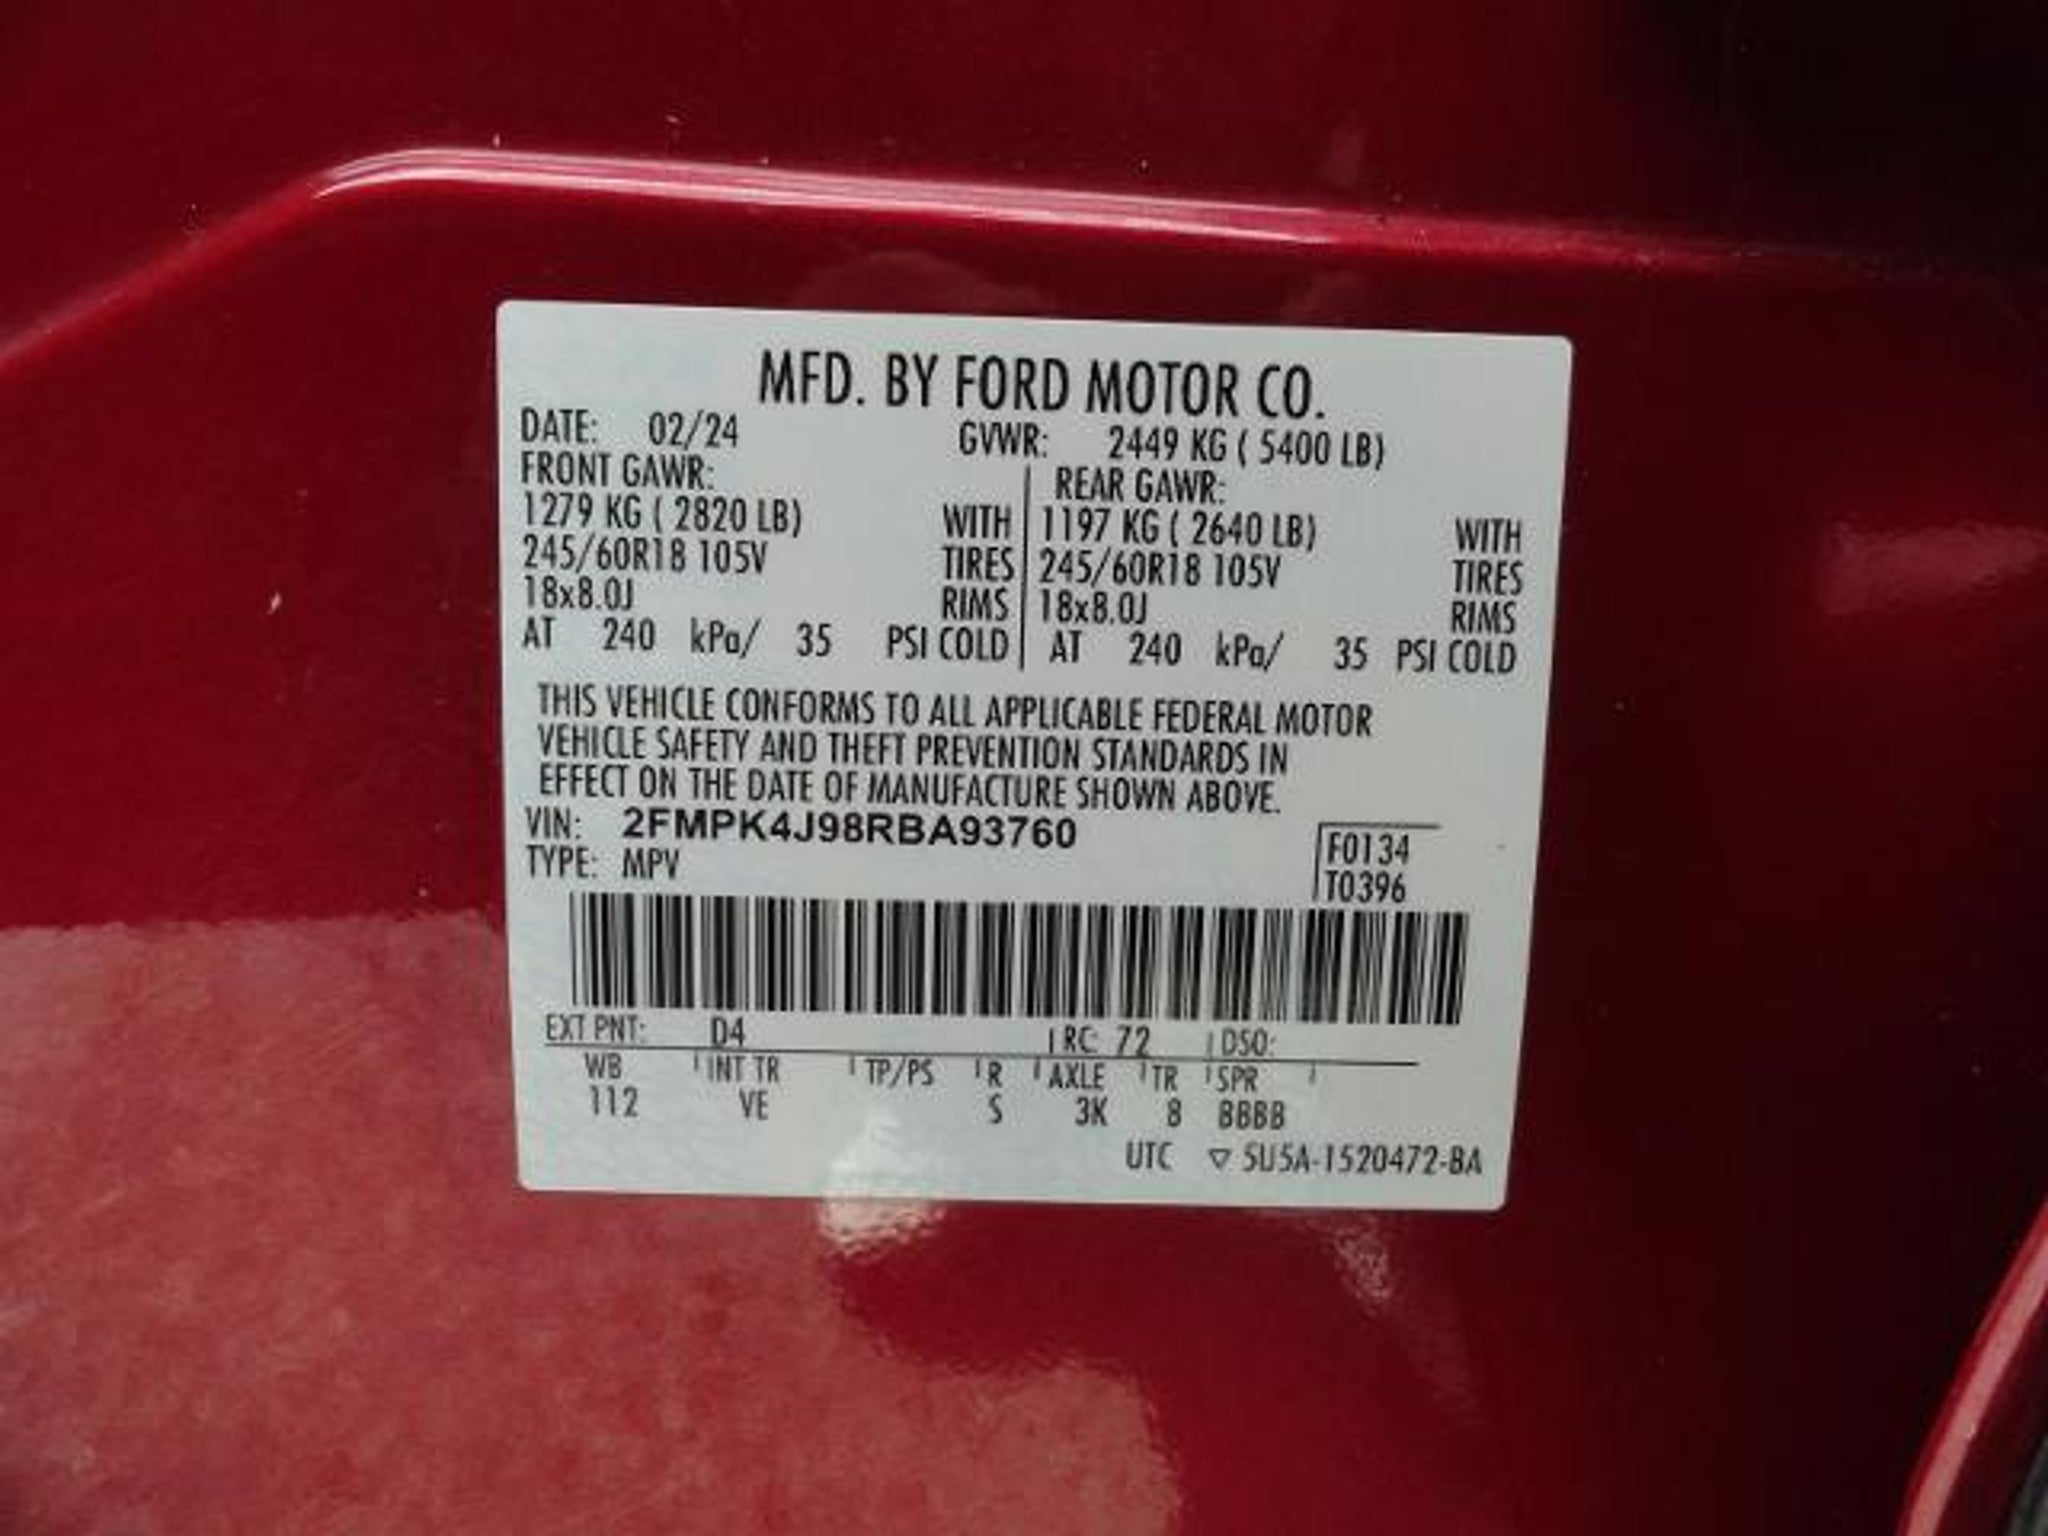 MFD. BY FORD MOTOR CO.
DATE: 02/24 GVWR: 2449 KG ( 5400 LB)
FRONT GAWR: REAR GAWR:
1279 KG ( 2820 LB) WITH 1197 KG ( 2640 LB) WITH
245/60R18 105V TIRES 245/60R18 105V TIRES
18x8.0J RIMS 18x8.0J RIMS
AT 240 kPa/ 35 PSI COLD AT 240 kPa/ 35 PSI COLD
THIS VEHICLE CONFORMS TO ALL APPLICABLE FEDERAL MOTOR
VEHICLE SAFETY AND THEFT PREVENTION STANDARDS IN
EFFECT ON THE DATE OF MANUFACTURE SHOWN ABOVE.
VIN: 2FMPK4J98RBA93760
TYPE: MPV
F0134
T0396
EXT PNT: D4 RC: 72 DSO:
WB INT TR TP/PS R AXLE TR SPR
112 VE S 3K 8 BBBB
UTC ▽ 5U5A-1520472-BA